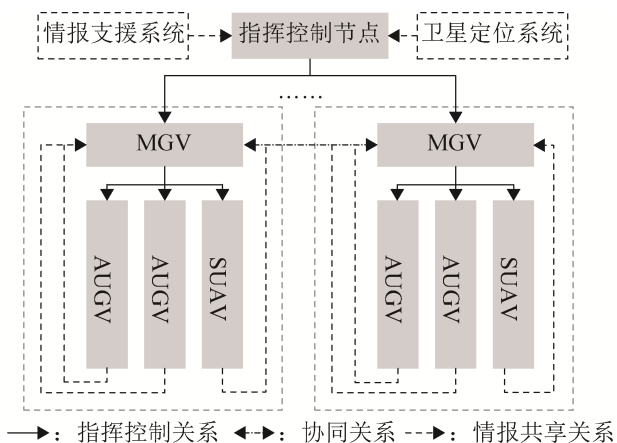 情报支援系统
指挥控制节点
卫星定位系统
……
MGV
MGV
AUGV
AUGV
SUAV
AUGV
AUGV
SUAV
：指挥控制关系
：协同关系
：情报共享关系